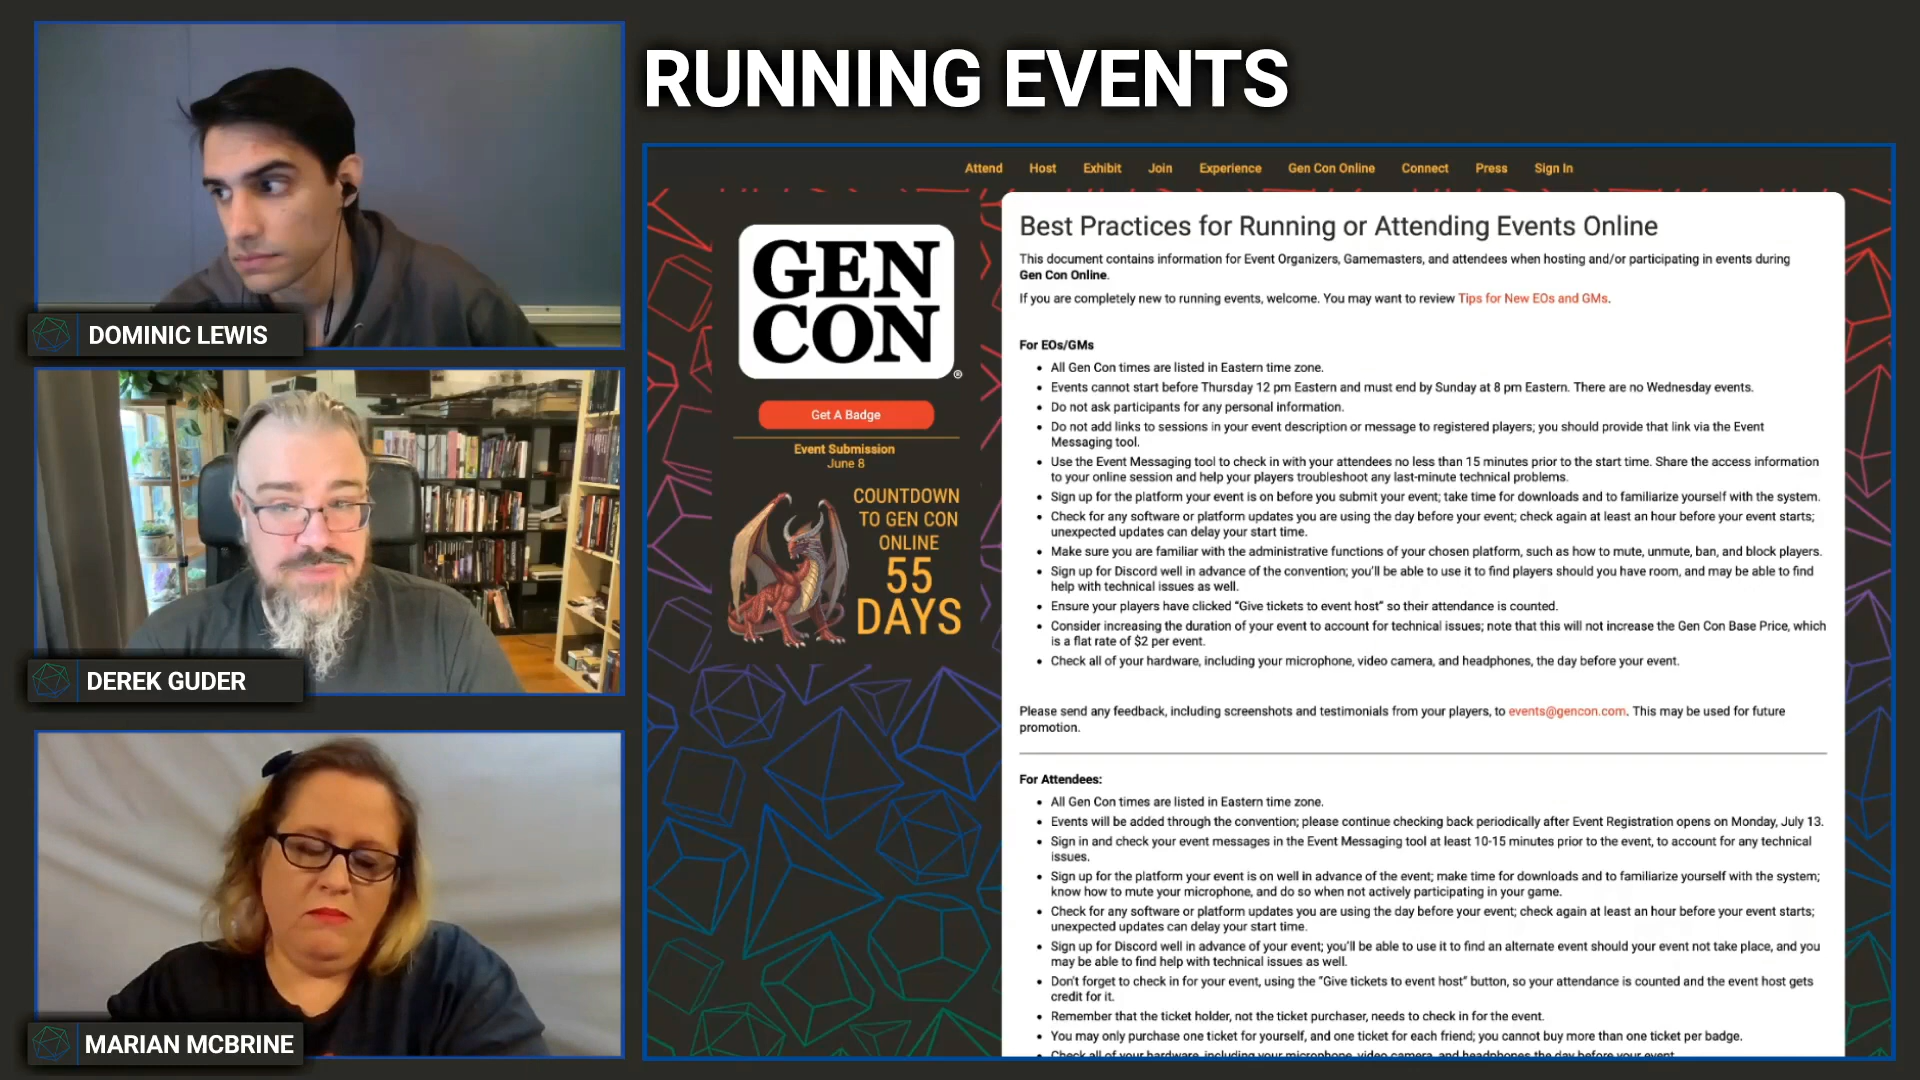 RUNNING EVENTS
DOMINIC LEWIS
DEREK GUDER
MARIAN MCBRINE
Attend Host Exhibit Join Experience Gen Con Online Connect Press Sign In
GEN
CON
®
Get A Badge
Event Submission
June 8
COUNTDOWN
TO GEN CON
ONLINE
55
DAYS
Best Practices for Running or Attending Events Online
This document contains information for Event Organizers, Gamemasters, and attendees when hosting and/or participating in events during
Gen Con Online.
If you are completely new to running events, welcome. You may want to review Tips for New EOs and GMs.
For EOs/GMs
• All Gen Con times are listed in Eastern time zone.
• Events cannot start before Thursday 12 pm Eastern and must end by Sunday at 8 pm Eastern. There are no Wednesday events.
• Do not ask participants for any personal information.
• Do not add links to sessions in your event description or message to registered players; you should provide that link via the Event
Messaging tool.
• Use the Event Messaging tool to check in with your attendees no less than 15 minutes prior to the start time. Share the access information
to your online session and help your players troubleshoot any last-minute technical problems.
• Sign up for the platform your event is on before you submit your event; take time for downloads and to familiarize yourself with the system.
• Check for any software or platform updates you are using the day before your event; check again at least an hour before your event starts;
unexpected updates can delay your start time.
• Make sure you are familiar with the administrative functions of your chosen platform, such as how to mute, unmute, ban, and block players.
• Sign up for Discord well in advance of the convention; you'll be able to use it to find players should you have room, and may be able to find
help with technical issues as well.
• Ensure your players have clicked “Give tickets to event host” so their attendance is counted.
• Consider increasing the duration of your event to account for technical issues; note that this will not increase the Gen Con Base Price, which
is a flat rate of $2 per event.
• Check all of your hardware, including your microphone, video camera, and headphones, the day before your event.
Please send any feedback, including screenshots and testimonials from your players, to events@gencon.com. This may be used for future
promotion.
For Attendees:
• All Gen Con times are listed in Eastern time zone.
• Events will be added through the convention; please continue checking back periodically after Event Registration opens on Monday, July 13.
• Sign in and check your event messages in the Event Messaging tool at least 10-15 minutes prior to the event, to account for any technical
issues.
• Sign up for the platform your event is on well in advance of the event; make time for downloads and to familiarize yourself with the system;
know how to mute your microphone, and do so when not actively participating in your game.
• Check for any software or platform updates you are using the day before your event; check again at least an hour before your event starts;
unexpected updates can delay your start time.
• Sign up for Discord well in advance of your event; you'll be able to use it to find an alternate event should your event not take place, and you
may be able to find help with technical issues as well.
• Don't forget to check in for your event, using the “Give tickets to event host” button, so your attendance is counted and the event host gets
credit for it.
• Remember that the ticket holder, not the ticket purchaser, needs to check in for the event.
• You may only purchase one ticket for yourself, and one ticket for each friend; you cannot buy more than one ticket per badge.
• Check all of your hardware, including your microphone, video camera, and headphones the day before your event.